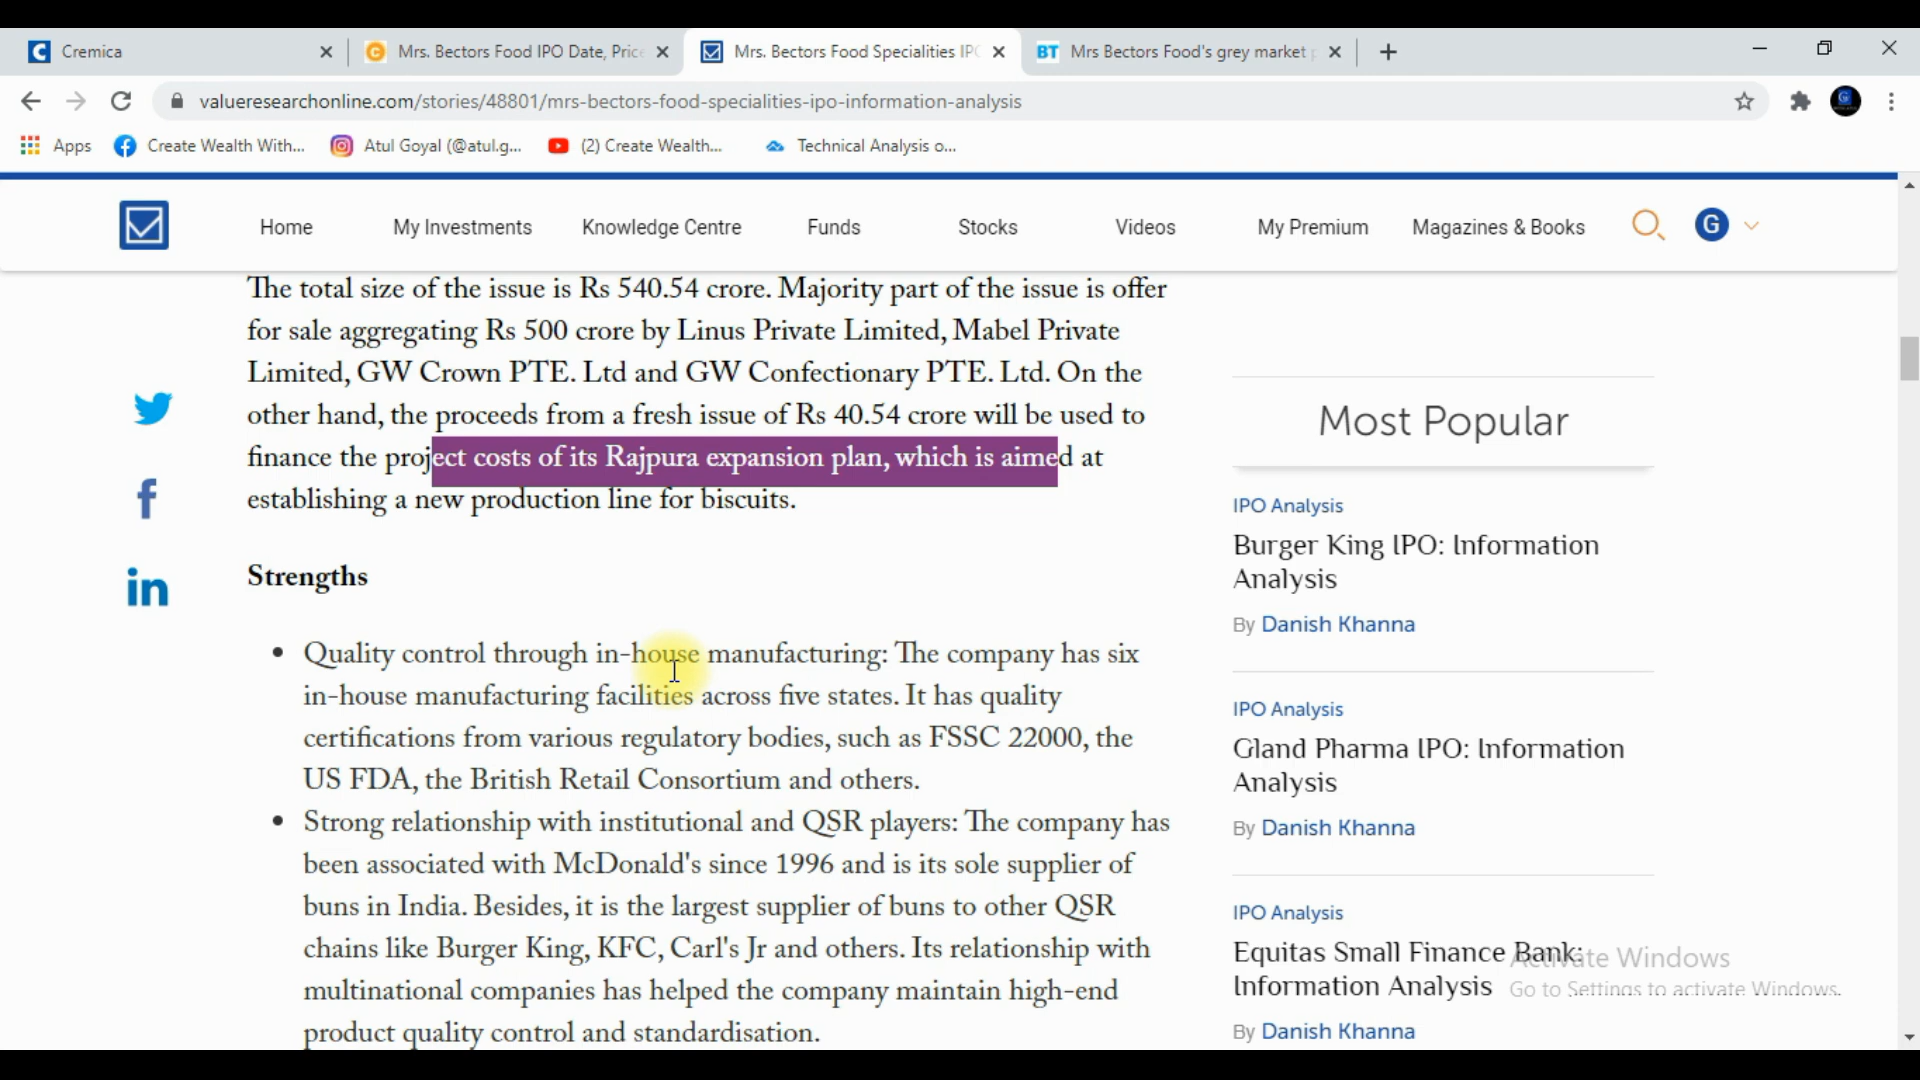 Cremica
Mrs. Bectors Food IPO Date, Price
Mrs. Bectors Food Specialities IPO
BT Mrs Bectors Food's grey market p
valueresearchonline.com/stories/48801/mrs-bectors-food-specialities-ipo-information-analysis
Apps
Create Wealth With...
Atul Goyal (@atul.g...
(2) Create Wealth...
Technical Analysis o...
Home
My Investments
Knowledge Centre
Funds
Stocks
Videos
My Premium
Magazines & Books
G
The total size of the issue is Rs 540.54 crore. Majority part of the issue is offer
for sale aggregating Rs 500 crore by Linus Private Limited, Mabel Private
Limited, GW Crown PTE. Ltd and GW Confectionary PTE. Ltd. On the
other hand, the proceeds from a fresh issue of Rs 40.54 crore will be used to
finance the project costs of its Rajpura expansion plan, which is aimed at
establishing a new production line for biscuits.
Strengths
• Quality control through in-house manufacturing: The company has six
in-house manufacturing facilities across five states. It has quality
certifications from various regulatory bodies, such as FSSC 22000, the
US FDA, the British Retail Consortium and others.
• Strong relationship with institutional and QSR players: The company has
been associated with McDonald's since 1996 and is its sole supplier of
buns in India. Besides, it is the largest supplier of buns to other QSR
chains like Burger King, KFC, Carl's Jr and others. Its relationship with
multinational companies has helped the company maintain high-end
product quality control and standardisation.
Most Popular
IPO Analysis
Burger King IPO: Information
Analysis
By Danish Khanna
IPO Analysis
Gland Pharma IPO: Information
Analysis
By Danish Khanna
IPO Analysis
Equitas Small Finance Bank:
Information Analysis
By Danish Khanna
Activate Windows
Go to Settings to activate Windows.